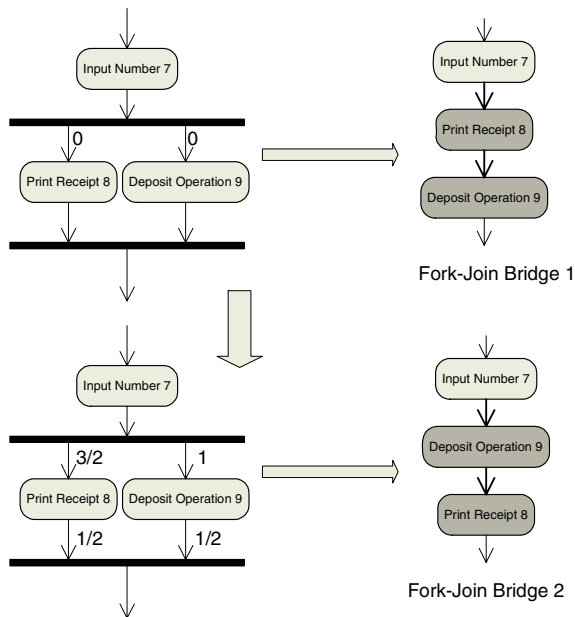 Input Number 7
0
0
Print Receipt 8
Deposit Operation 9
Input Number 7
Print Receipt 8
Deposit Operation 9
Fork-Join Bridge 1
Input Number 7
3/2
1
Print Receipt 8
Deposit Operation 9
1/2
1/2
Input Number 7
Deposit Operation 9
Print Receipt 8
Fork-Join Bridge 2